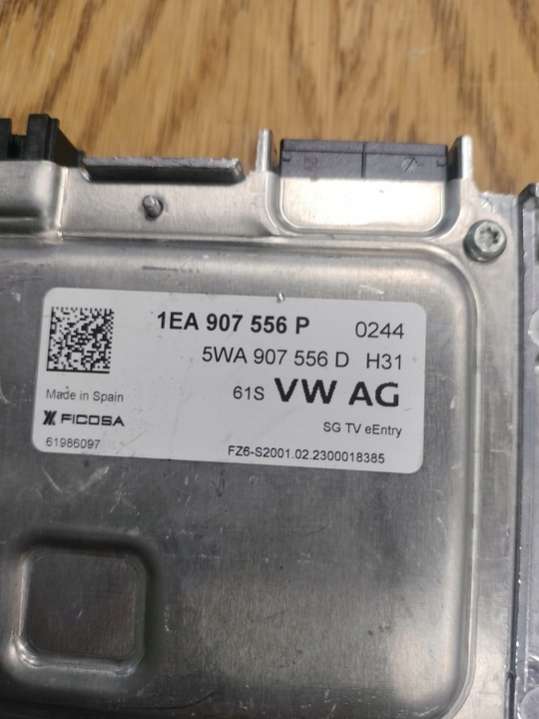 1EA 907 556 P 0244
5WA 907 556 D H31
61S VW AG
Made in Spain
FICOSA
SG TV eEntry
61986097
FZ6-S2001.02.2300018385